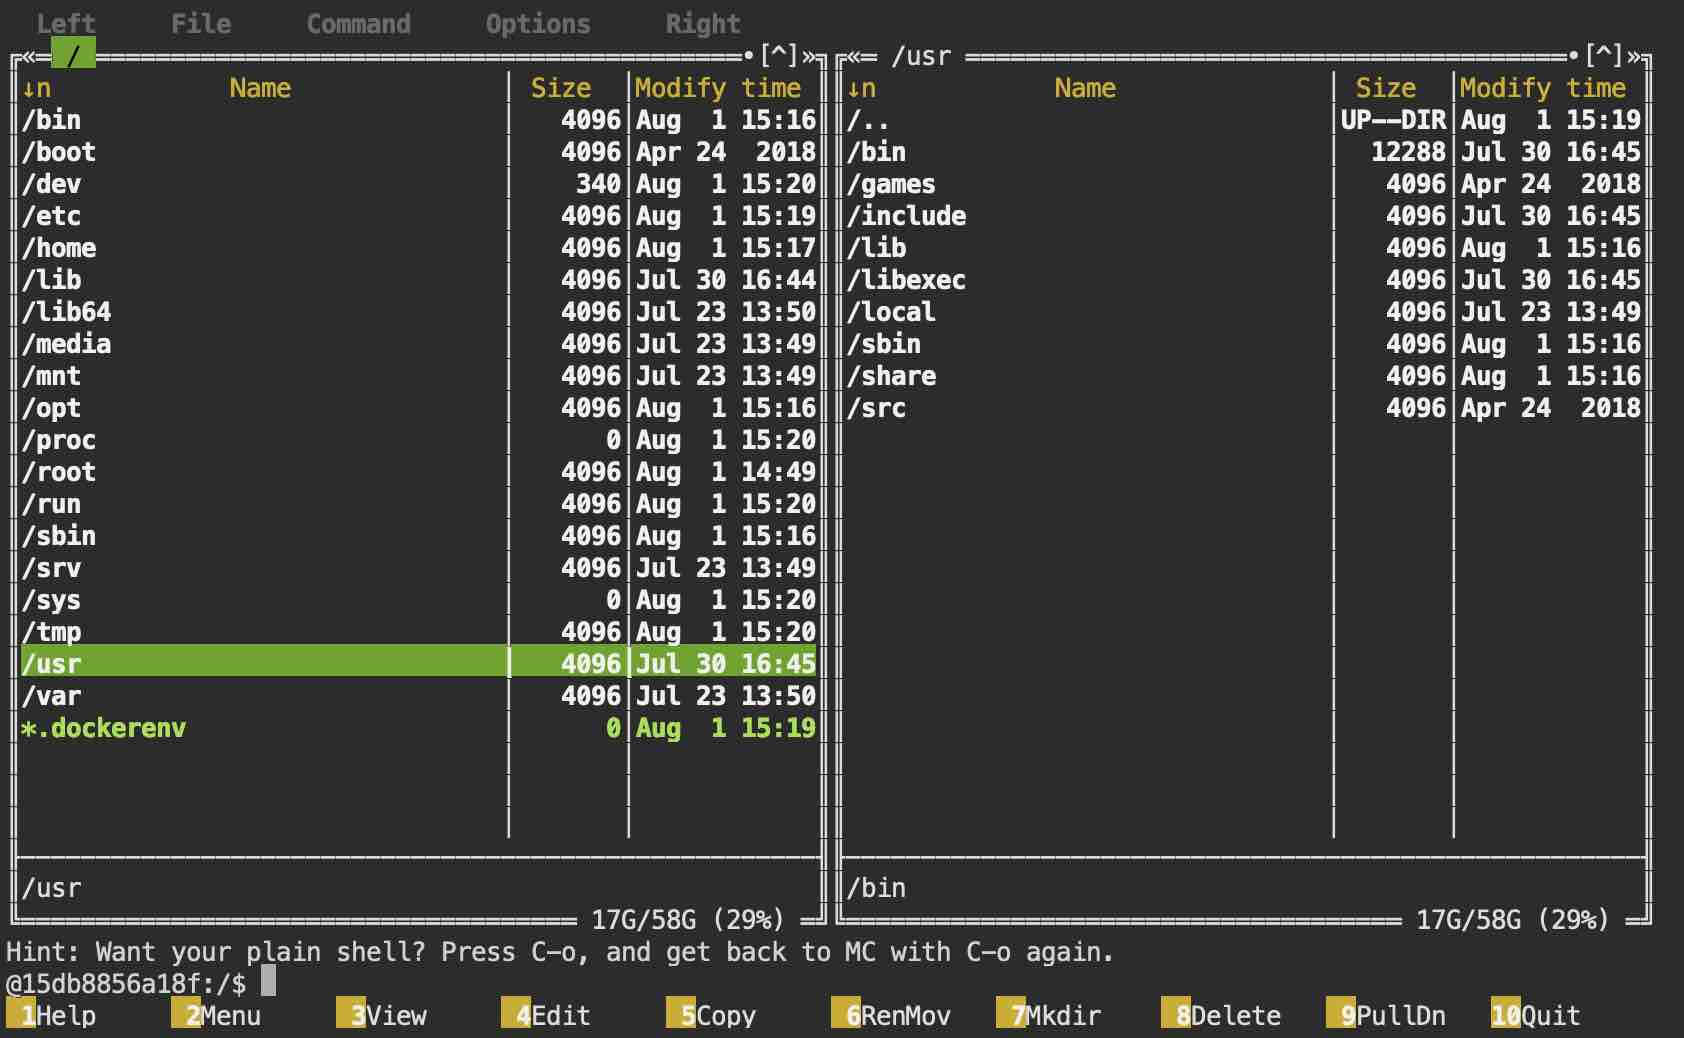 Left File Command Options Right
«═ / •[^]» «═ /usr •[^]»
↓n Name Size Modify time ↓n Name Size Modify time
/bin 4096 Aug 1 15:16 /.. UP--DIR Aug 1 15:19
/boot 4096 Apr 24 2018 /bin 12288 Jul 30 16:45
/dev 340 Aug 1 15:20 /games 4096 Apr 24 2018
/etc 4096 Aug 1 15:19 /include 4096 Jul 30 16:45
/home 4096 Aug 1 15:17 /lib 4096 Aug 1 15:16
/lib 4096 Jul 30 16:44 /libexec 4096 Jul 30 16:45
/lib64 4096 Jul 23 13:50 /local 4096 Jul 23 13:49
/media 4096 Jul 23 13:49 /sbin 4096 Aug 1 15:16
/mnt 4096 Jul 23 13:49 /share 4096 Aug 1 15:16
/opt 4096 Aug 1 15:16 /src 4096 Apr 24 2018
/proc 0 Aug 1 15:20
/root 4096 Aug 1 14:49
/run 4096 Aug 1 15:20
/sbin 4096 Aug 1 15:16
/srv 4096 Jul 23 13:49
/sys 0 Aug 1 15:20
/tmp 4096 Aug 1 15:20
/usr 4096 Jul 30 16:45
/var 4096 Jul 23 13:50
*.dockerenv 0 Aug 1 15:19
/usr /bin
17G/58G (29%) 17G/58G (29%)
Hint: Want your plain shell? Press C-o, and get back to MC with C-o again.
@15db8856a18f:/$
1Help 2Menu 3View 4Edit 5Copy 6RenMov 7Mkdir 8Delete 9PullDn 10Quit